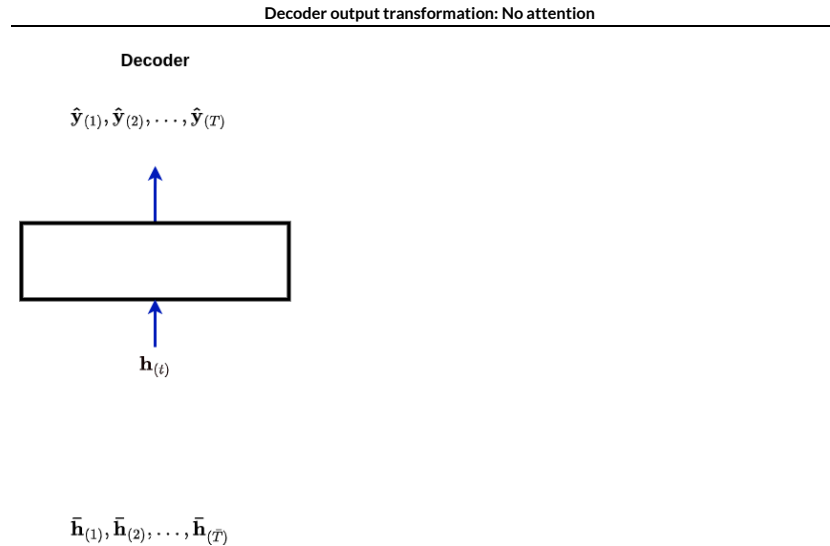 Decoder output transformation: No attention
Decoder
ŷ₍₁₎, ŷ₍₂₎, . . . , ŷ₍T₎
h₍t₎
h̄₍₁₎, h̄₍₂₎, . . . , h̄₍T̄₎